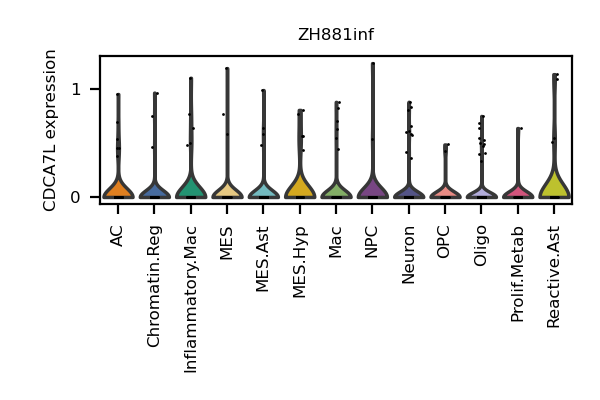 ZH881inf
CDCA7L expression
1
0
AC
Chromatin.Reg
Inflammatory.Mac
MES
MES.Ast
MES.Hyp
Mac
NPC
Neuron
OPC
Oligo
Prolif.Metab
Reactive.Ast